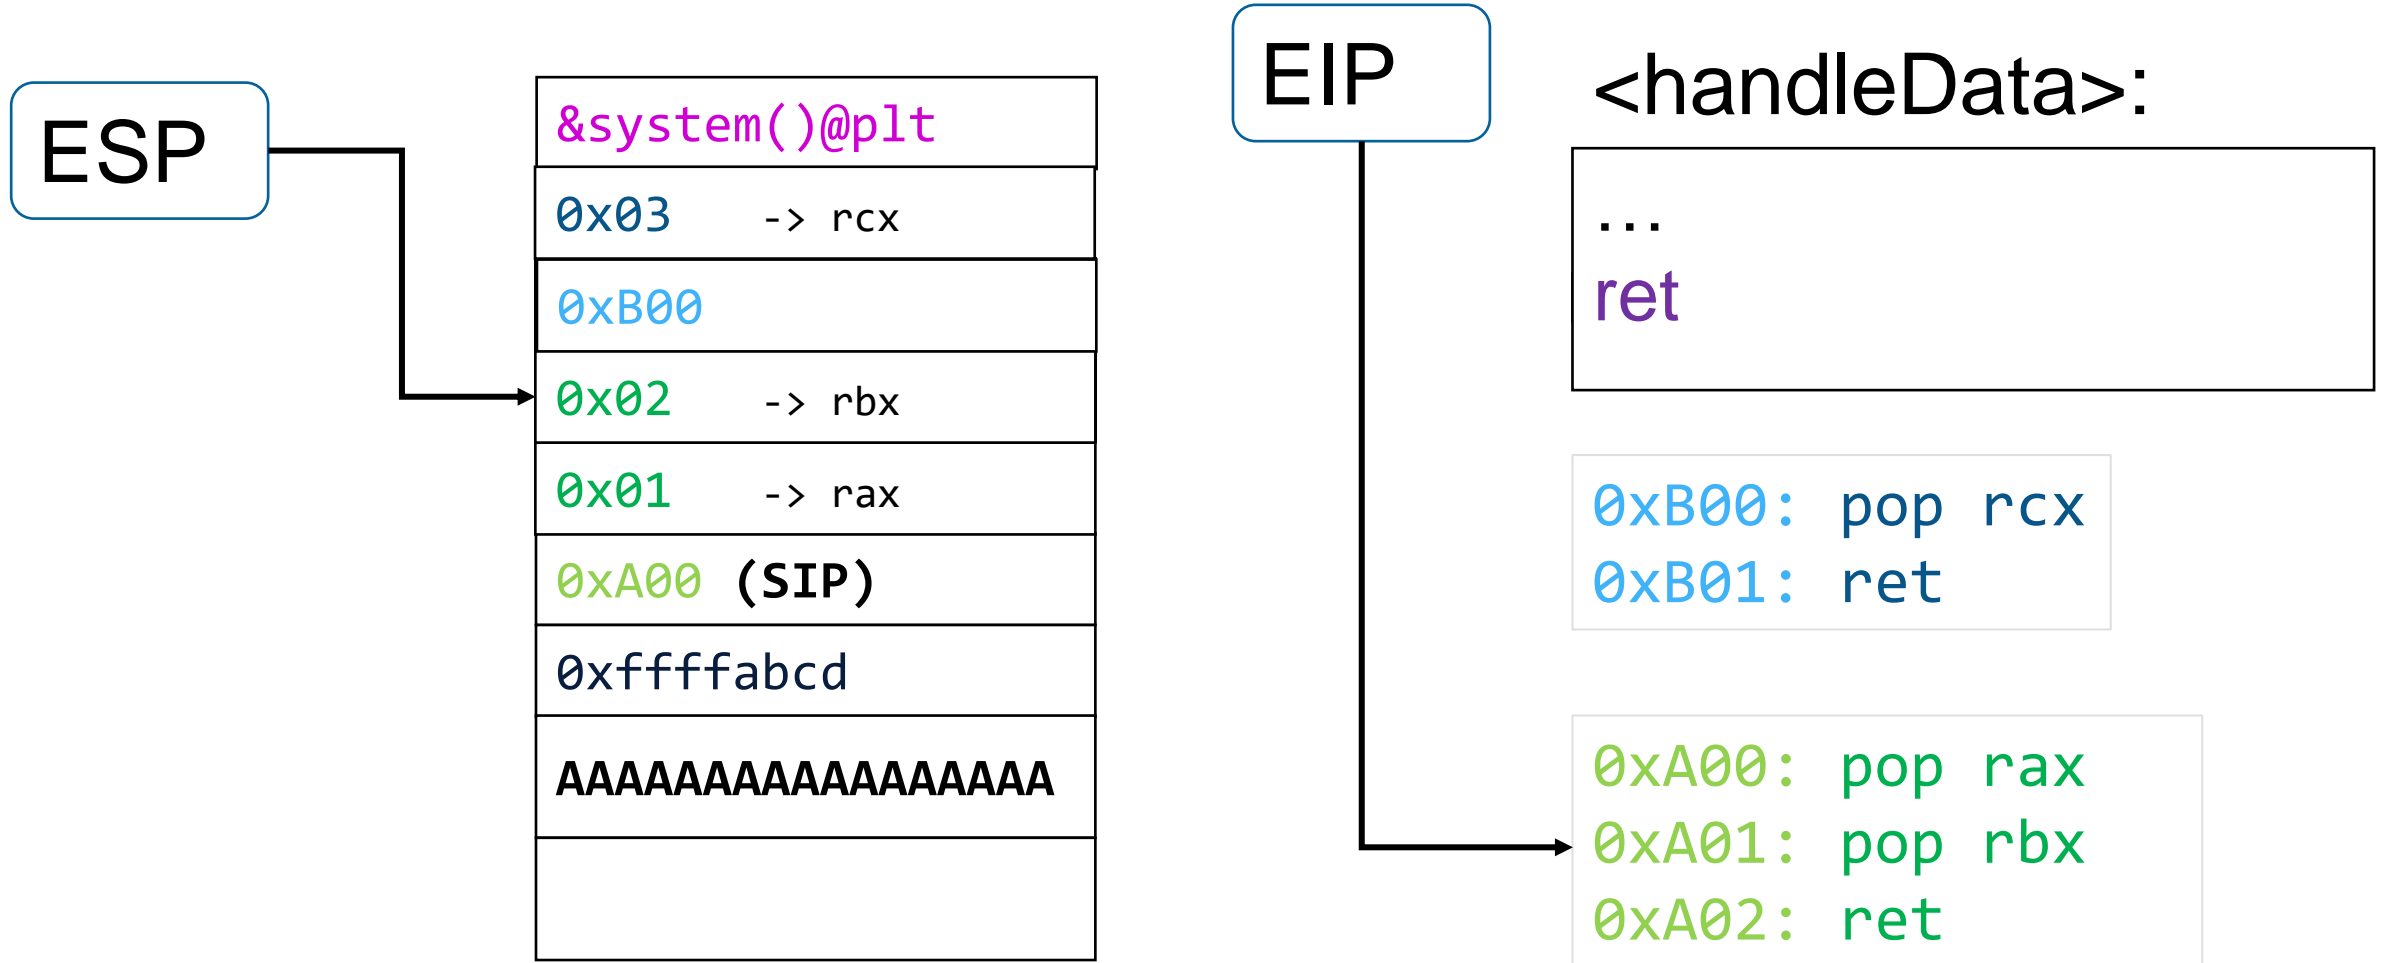 ESP
&system()@plt
0x03 -> rcx
0xB00
0x02 -> rbx
0x01 -> rax
0xA00 (SIP)
0xffffabcd
AAAAAAAAAAAAAAAAA
EIP
<handleData>:
...
ret
0xB00: pop rcx
0xB01: ret
0xA00: pop rax
0xA01: pop rbx
0xA02: ret